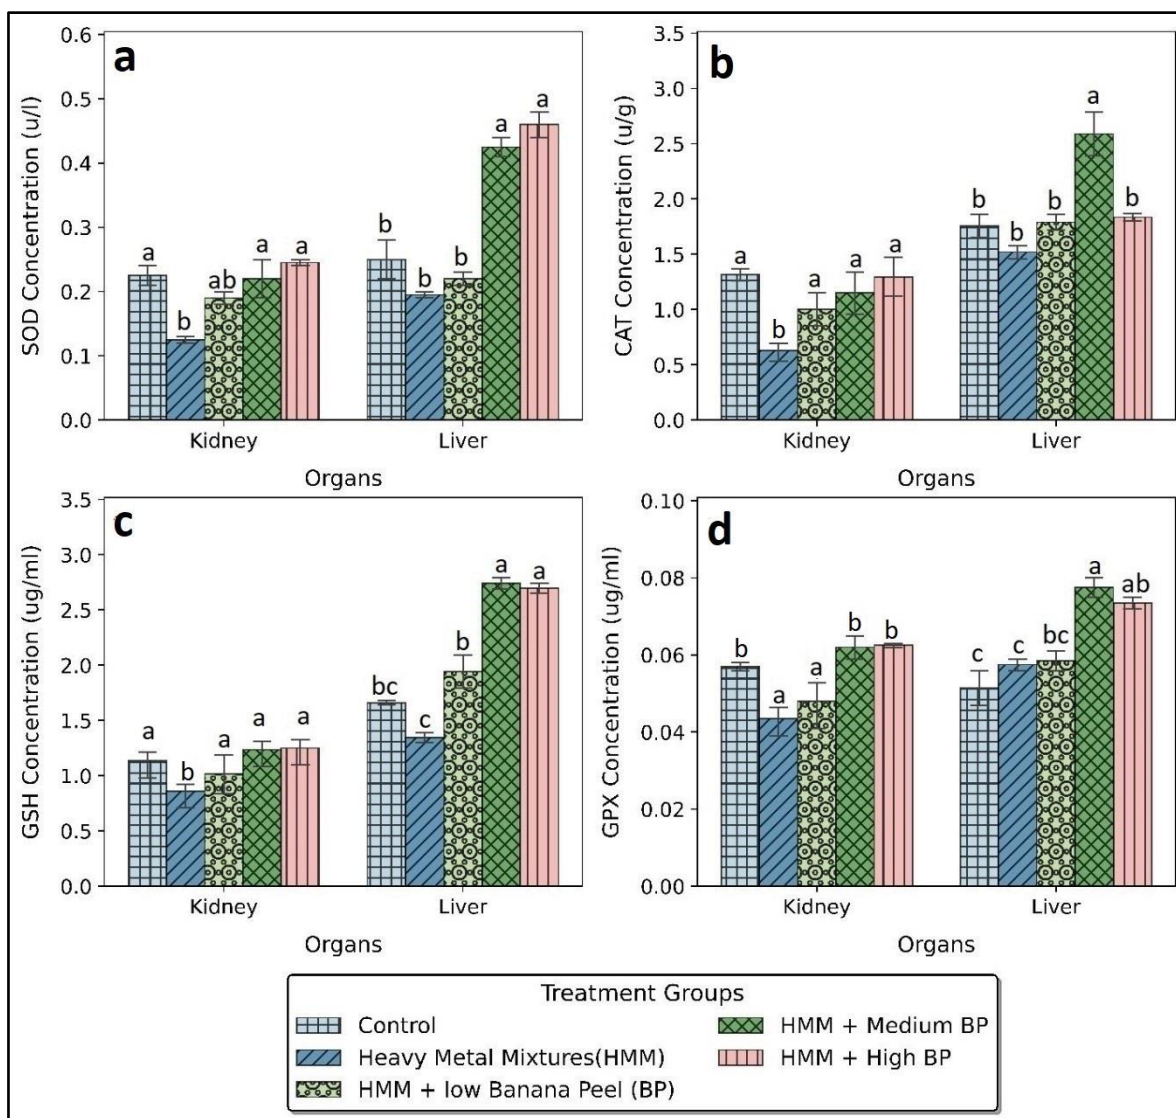 a
SOD Concentration (u/l)
0.6
0.5
0.4
0.3
0.2
0.1
0.0
a
b
ab
a
a
b
b
b
a
a
Kidney
Liver
Organs
b
CAT Concentration (u/g)
3.5
3.0
2.5
2.0
1.5
1.0
0.5
0.0
a
b
a
a
a
b
b
b
a
b
Kidney
Liver
Organs
c
GSH Concentration (ug/ml)
3.5
3.0
2.5
2.0
1.5
1.0
0.5
0.0
a
b
a
a
a
bc
c
b
a
a
Kidney
Liver
Organs
d
GPX Concentration (ug/ml)
0.10
0.08
0.06
0.04
0.02
0.00
b
a
a
b
b
c
c
bc
a
ab
Kidney
Liver
Organs
Treatment Groups
Control
Heavy Metal Mixtures(HMM)
HMM + low Banana Peel (BP)
HMM + Medium BP
HMM + High BP